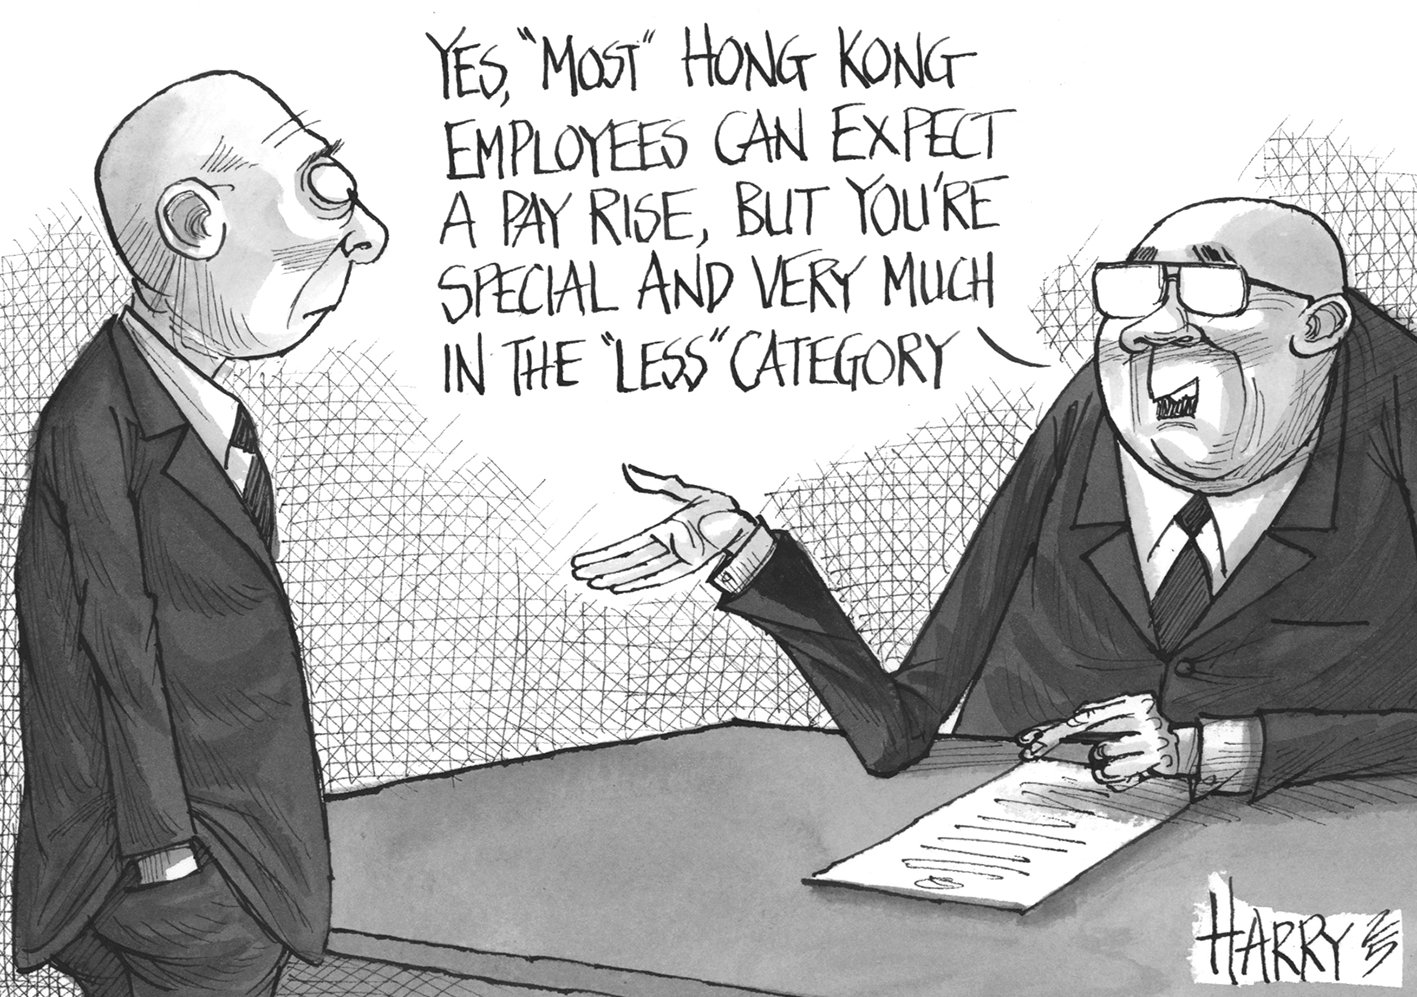 YES, "MOST" HONG KONG
EMPLOYEES CAN EXPECT
A PAY RISE, BUT YOU'RE
SPECIAL AND VERY MUCH
IN THE "LESS" CATEGORY
HARRY